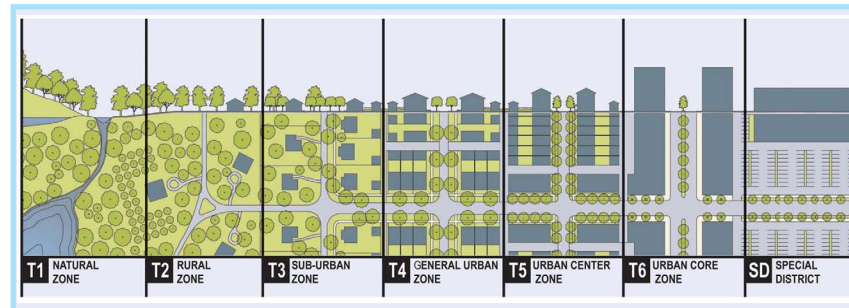 T1 NATURAL
ZONE
T2 RURAL
ZONE
T3 SUB-URBAN
ZONE
T4 GENERAL URBAN
ZONE
T5 URBAN CENTER
ZONE
T6 URBAN CORE
ZONE
SD SPECIAL
DISTRICT